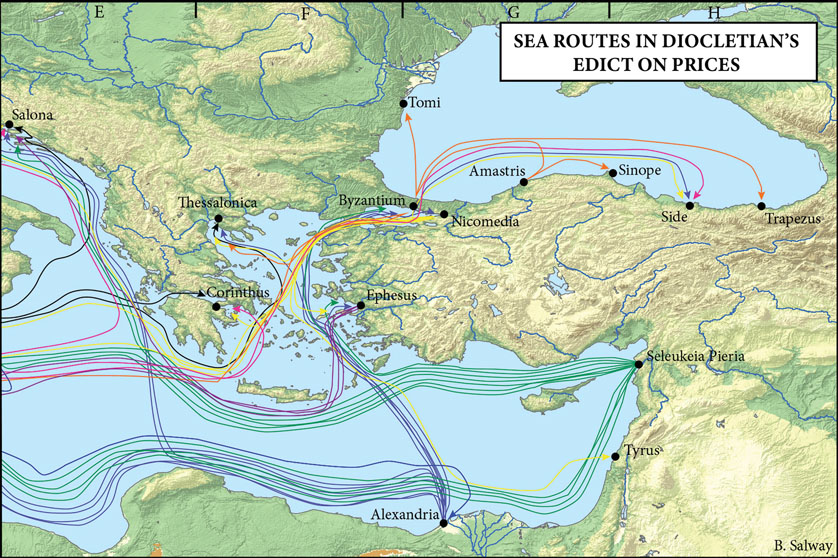 E F G H
SEA ROUTES IN DIOCLETIAN'S
EDICT ON PRICES
Salona
Tomi
Amastris
Sinope
Thessalonica
Byzantium
Nicomedia
Side
Trapezus
Corinthus
Ephesus
Seleukeia Pieria
Tyrus
Alexandria
B. Salway